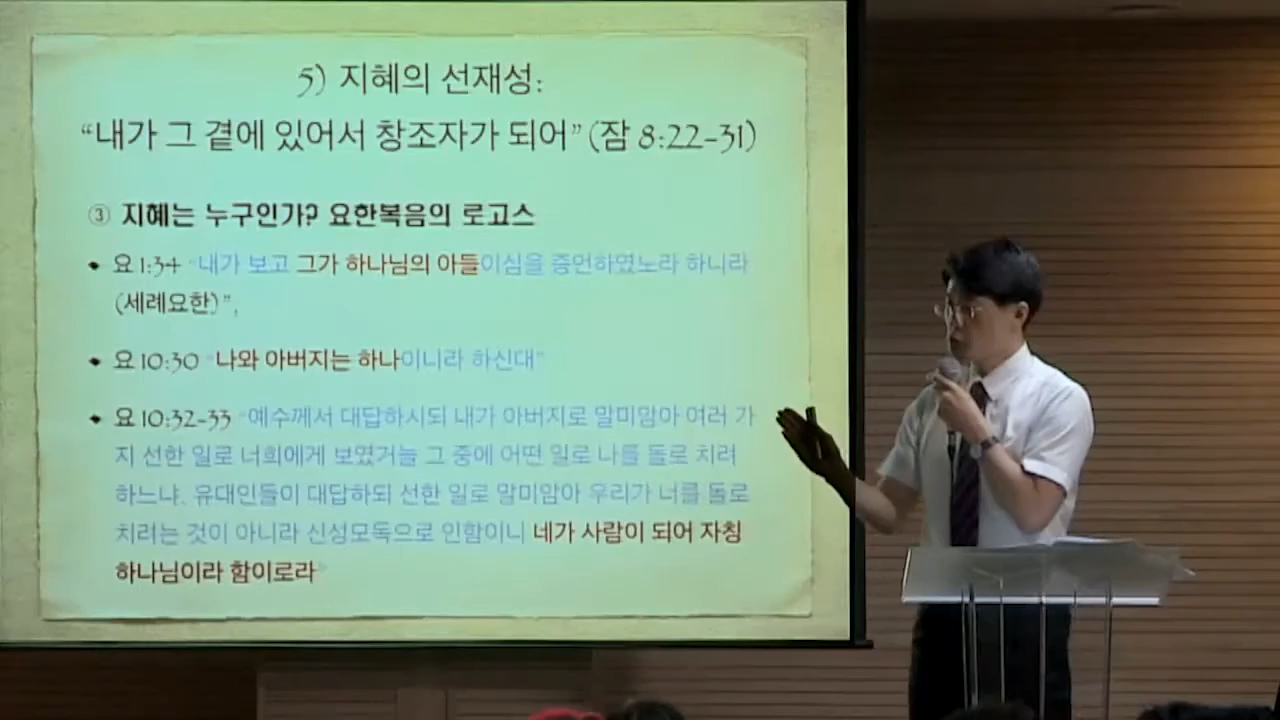 5) 지혜의 선재성:
“내가 그 곁에 있어서 창조자가 되어” (잠 8:22-31)
③ 지혜는 누구인가? 요한복음의 로고스
요 1:34 “내가 보고 그가 하나님의 아들이심을 증언하였노라 하니라
(세례요한)”,
요 10:30 “나와 아버지는 하나이니라 하신대”
요 10:32-33 “예수께서 대답하시되 내가 아버지로 말미암아 여러 가
지 선한 일로 너희에게 보였거늘 그 중에 어떤 일로 나를 돌로 치려
하느냐. 유대인들이 대답하되 선한 일로 말미암아 우리가 너를 돌로
치려는 것이 아니라 신성모독으로 인함이니 네가 사람이 되어 자칭
하나님이라 함이로라”